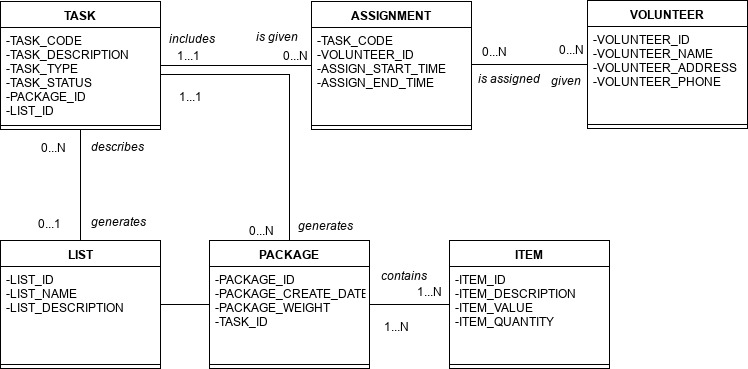 TASK
-TASK_CODE
-TASK_DESCRIPTION
-TASK_TYPE
-TASK_STATUS
-PACKAGE_ID
-LIST_ID
includes
1...1
is given
0...N
1...1
ASSIGNMENT
-TASK_CODE
-VOLUNTEER_ID
-ASSIGN_START_TIME
-ASSIGN_END_TIME
0...N
is assigned
0...N
given
VOLUNTEER
-VOLUNTEER_ID
-VOLUNTEER_NAME
-VOLUNTEER_ADDRESS
-VOLUNTEER_PHONE
0...N
describes
0...1
generates
0...N
generates
LIST
-LIST_ID
-LIST_NAME
-LIST_DESCRIPTION
PACKAGE
-PACKAGE_ID
-PACKAGE_CREATE_DATE
-PACKAGE_WEIGHT
-TASK_ID
contains
1...N
1...N
ITEM
-ITEM_ID
-ITEM_DESCRIPTION
-ITEM_VALUE
-ITEM_QUANTITY